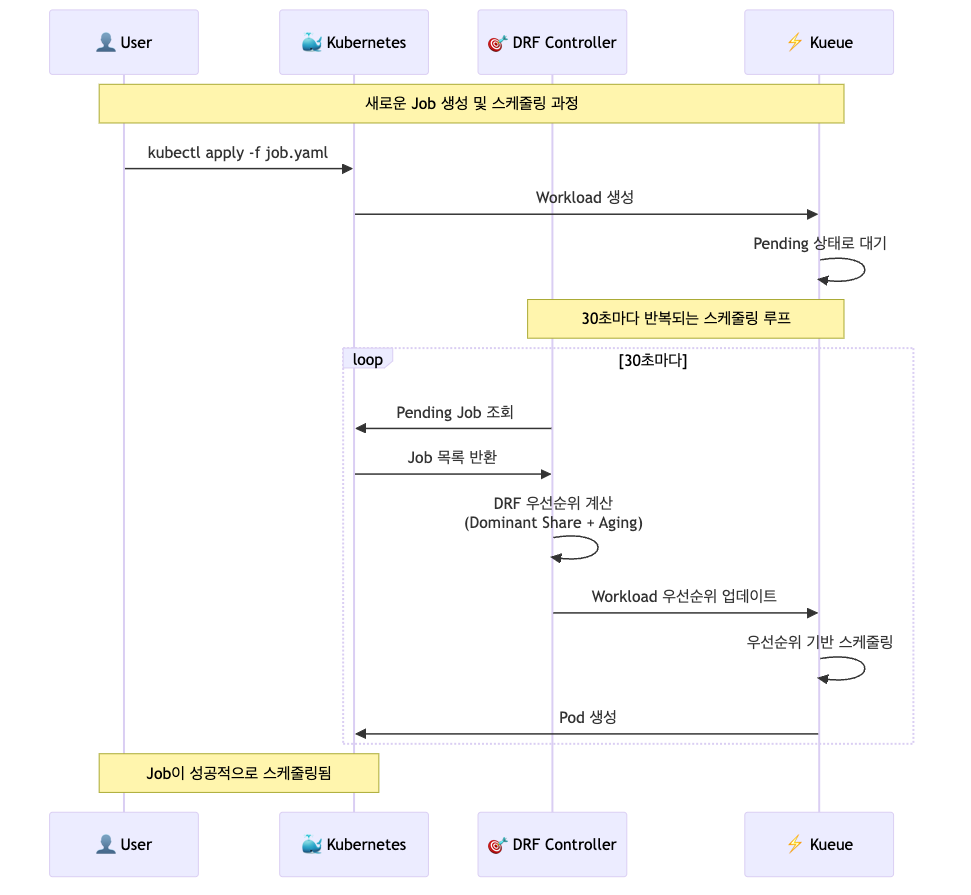 👤 User
🐳 Kubernetes
🎯 DRF Controller
⚡ Kueue
새로운 Job 생성 및 스케줄링 과정
kubectl apply -f job.yaml
Workload 생성
Pending 상태로 대기
30초마다 반복되는 스케줄링 루프
loop
[30초마다]
Pending Job 조회
Job 목록 반환
DRF 우선순위 계산
(Dominant Share + Aging)
Workload 우선순위 업데이트
우선순위 기반 스케줄링
Pod 생성
Job이 성공적으로 스케줄링됨
👤 User
🐳 Kubernetes
🎯 DRF Controller
⚡ Kueue